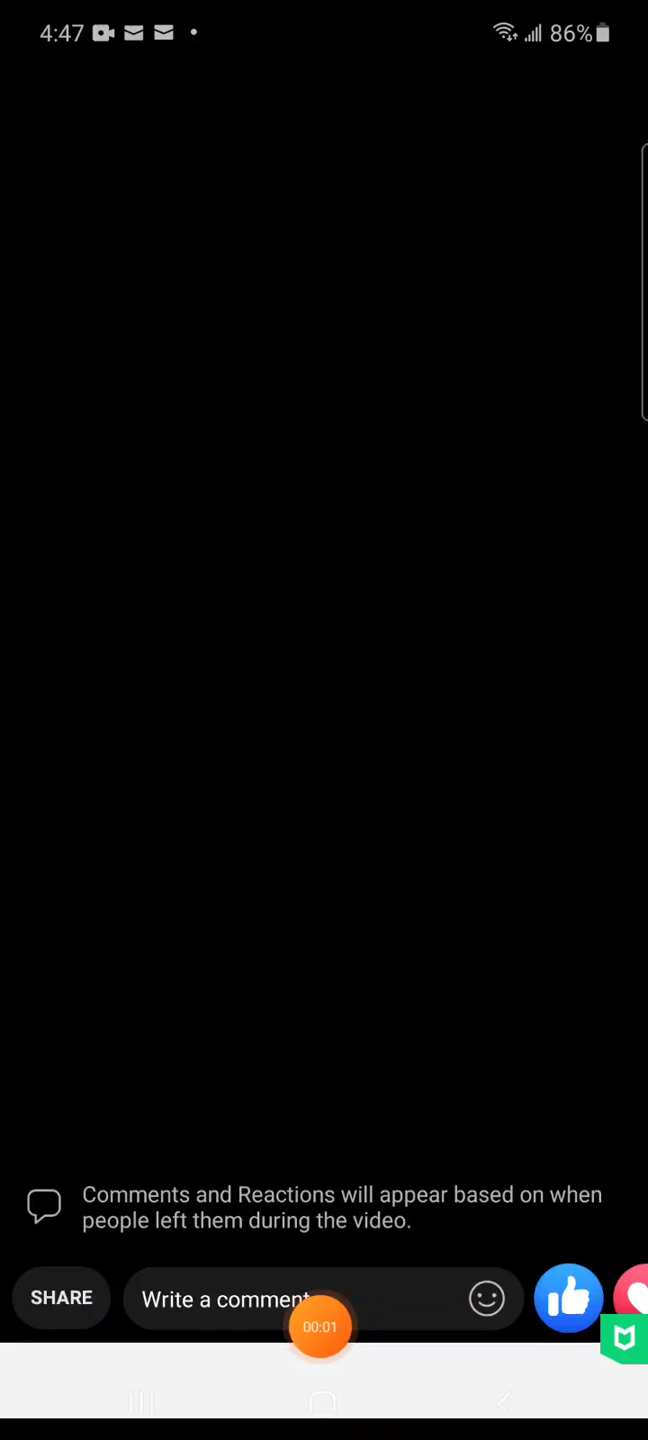 4:47 86%
Comments and Reactions will appear based on when
people left them during the video.
SHARE Write a comment
00:01